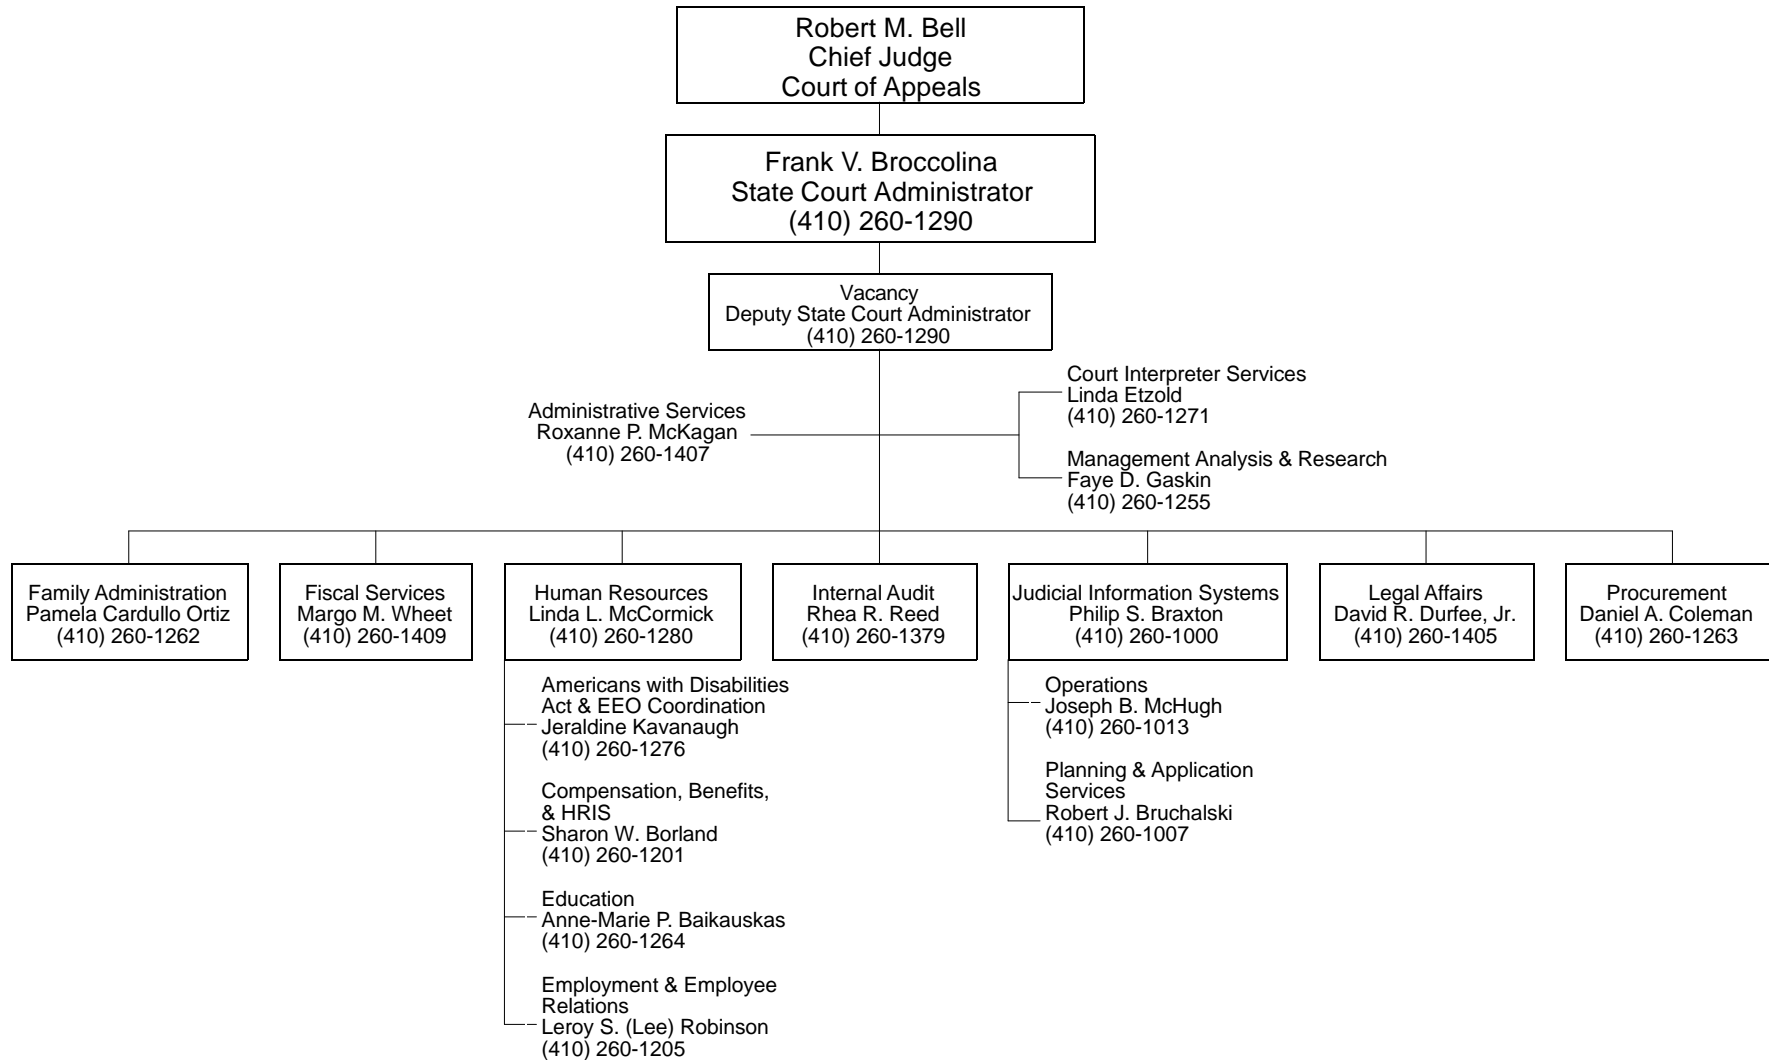 Robert M. Bell
Chief Judge
Court of Appeals
Frank V. Broccolina
State Court Administrator
(410) 260-1290
Vacancy
Deputy State Court Administrator
(410) 260-1290
Administrative Services
Roxanne P. McKagan
(410) 260-1407
Court Interpreter Services
Linda Etzold
(410) 260-1271
Management Analysis & Research
Faye D. Gaskin
(410) 260-1255
Family Administration
Pamela Cardullo Ortiz
(410) 260-1262
Fiscal Services
Margo M. Wheet
(410) 260-1409
Human Resources
Linda L. McCormick
(410) 260-1280
Internal Audit
Rhea R. Reed
(410) 260-1379
Judicial Information Systems
Philip S. Braxton
(410) 260-1000
Legal Affairs
David R. Durfee, Jr.
(410) 260-1405
Procurement
Daniel A. Coleman
(410) 260-1263
Americans with Disabilities
Act & EEO Coordination
Jeraldine Kavanaugh
(410) 260-1276
Compensation, Benefits,
& HRIS
Sharon W. Borland
(410) 260-1201
Education
Anne-Marie P. Baikauskas
(410) 260-1264
Employment & Employee
Relations
Leroy S. (Lee) Robinson
(410) 260-1205
Operations
Joseph B. McHugh
(410) 260-1013
Planning & Application
Services
Robert J. Bruchalski
(410) 260-1007